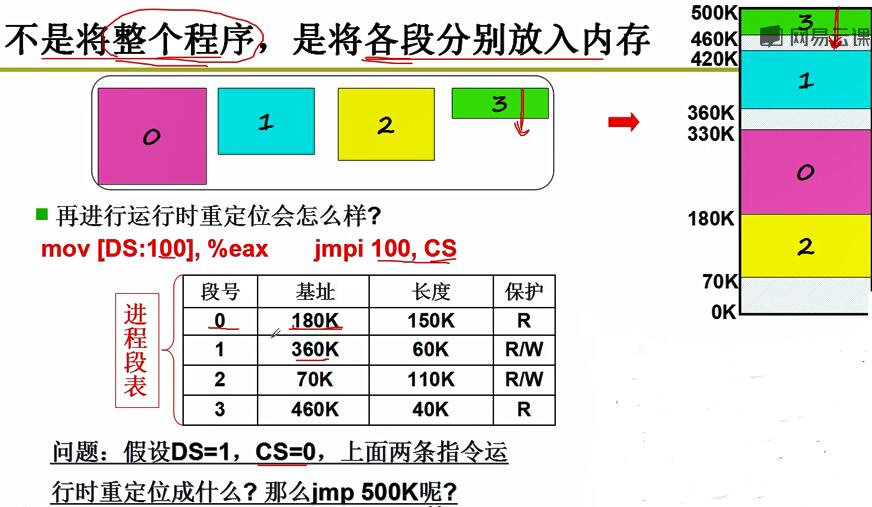 不是将整个程序，是将各段分别放入内存
0
1
2
3
再进行运行时重定位会怎么样?
mov [DS:100], %eax jmpi 100, CS
进程段表
段号 基址 长度 保护
0 180K 150K R
1 360K 60K R/W
2 70K 110K R/W
3 460K 40K R
问题：假设DS=1，CS=0，上面两条指令运
行时重定位成什么? 那么jmp 500K呢?
500K
3
460K
网易云课
420K
1
360K
330K
0
180K
2
70K
0K